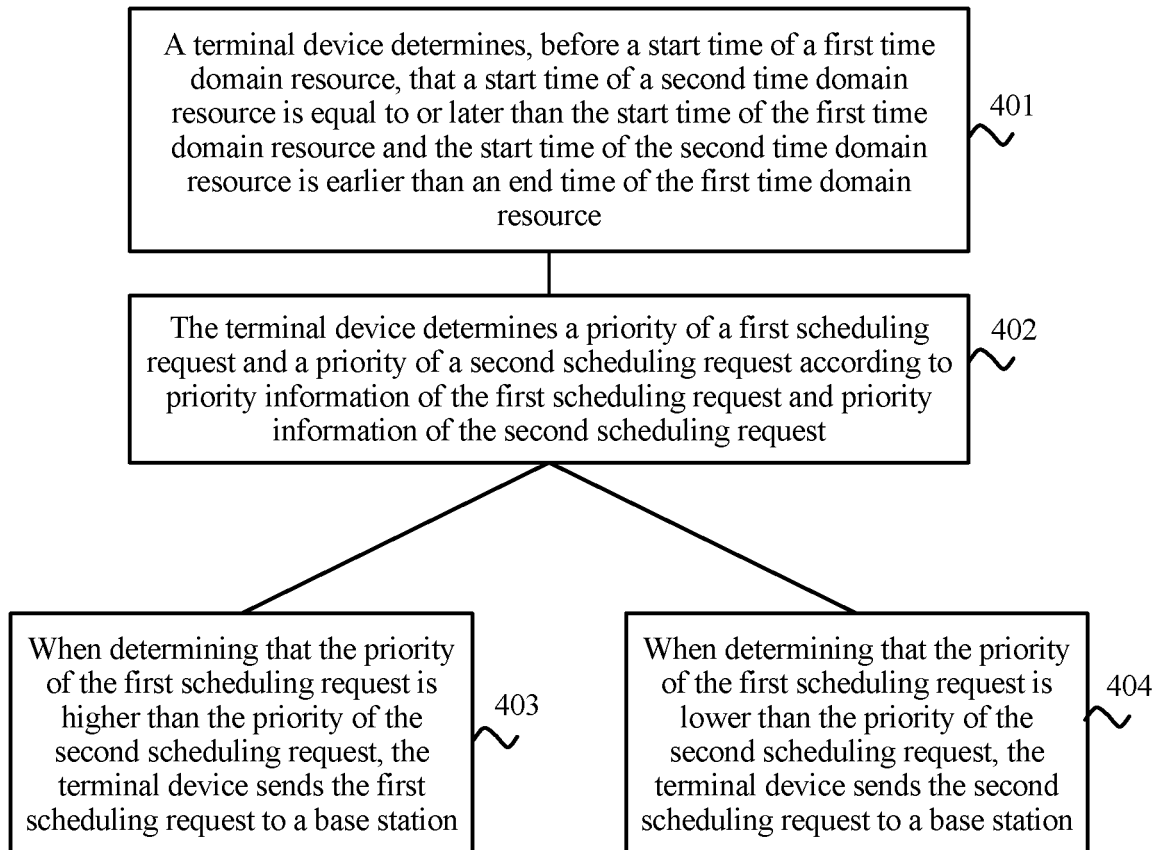 A terminal device determines, before a start time of a first time
domain resource, that a start time of a second time domain
resource is equal to or later than the start time of the first time
domain resource and the start time of the second time domain
resource is earlier than an end time of the first time domain
resource
401
The terminal device determines a priority of a first scheduling
request and a priority of a second scheduling request according to
priority information of the first scheduling request and priority
information of the second scheduling request
402
When determining that the priority
of the first scheduling request is
higher than the priority of the
second scheduling request, the
terminal device sends the first
scheduling request to a base station
403
When determining that the priority
of the first scheduling request is
lower than the priority of the
second scheduling request, the
terminal device sends the second
scheduling request to a base station
404